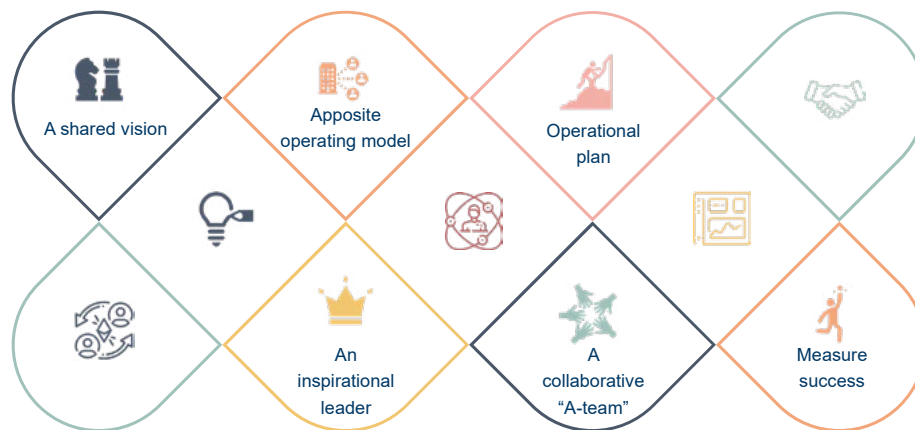 A shared vision
Apposite
operating model
Operational
plan
An
inspirational
leader
A
collaborative
“A-team”
Measure
success